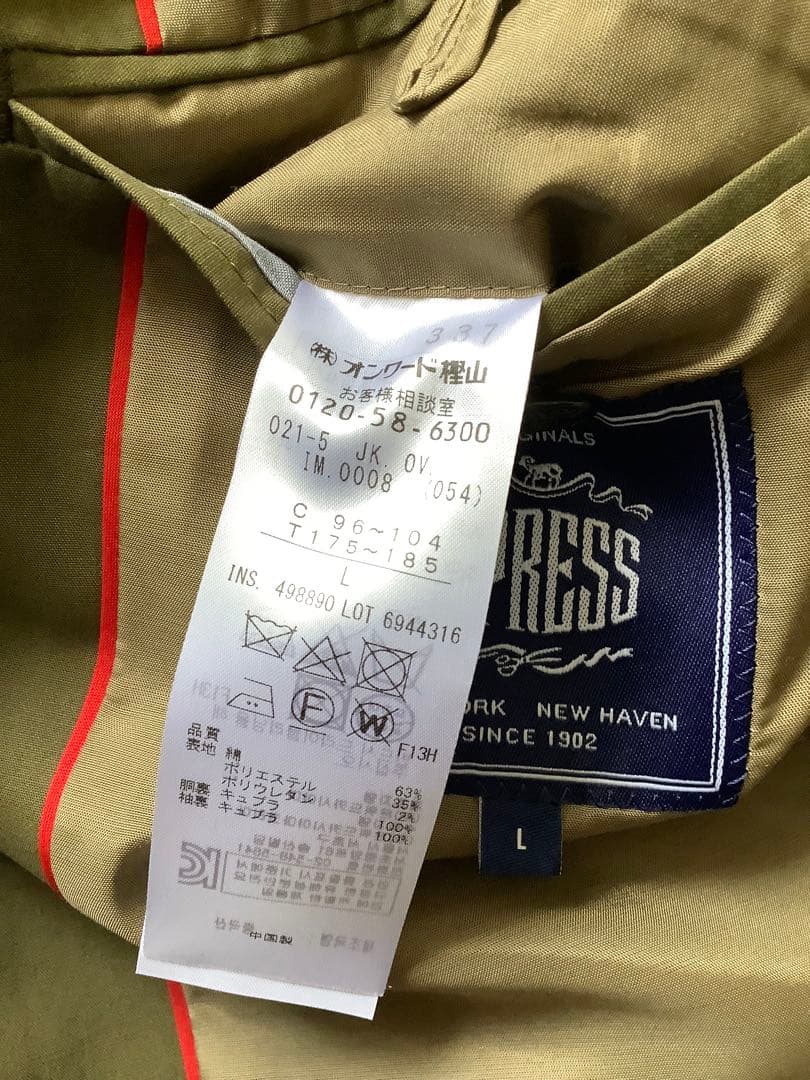 337
(株) オンワード樫山
お客様相談室
0120-58-6300
021-5 JK. OV.
IM.0008 (054)
C 96~104
T 175~185
L
INS. 498890 LOT 6944316
F
W
F13H
品質
表地 綿 63%
ポリエステル 35%
ポリウレタン 2%
胴裏 キュプラ 100%
袖裏 キュプラ 100%
中国製
GINALS
PRESS
ORK NEW HAVEN
SINCE 1902
L